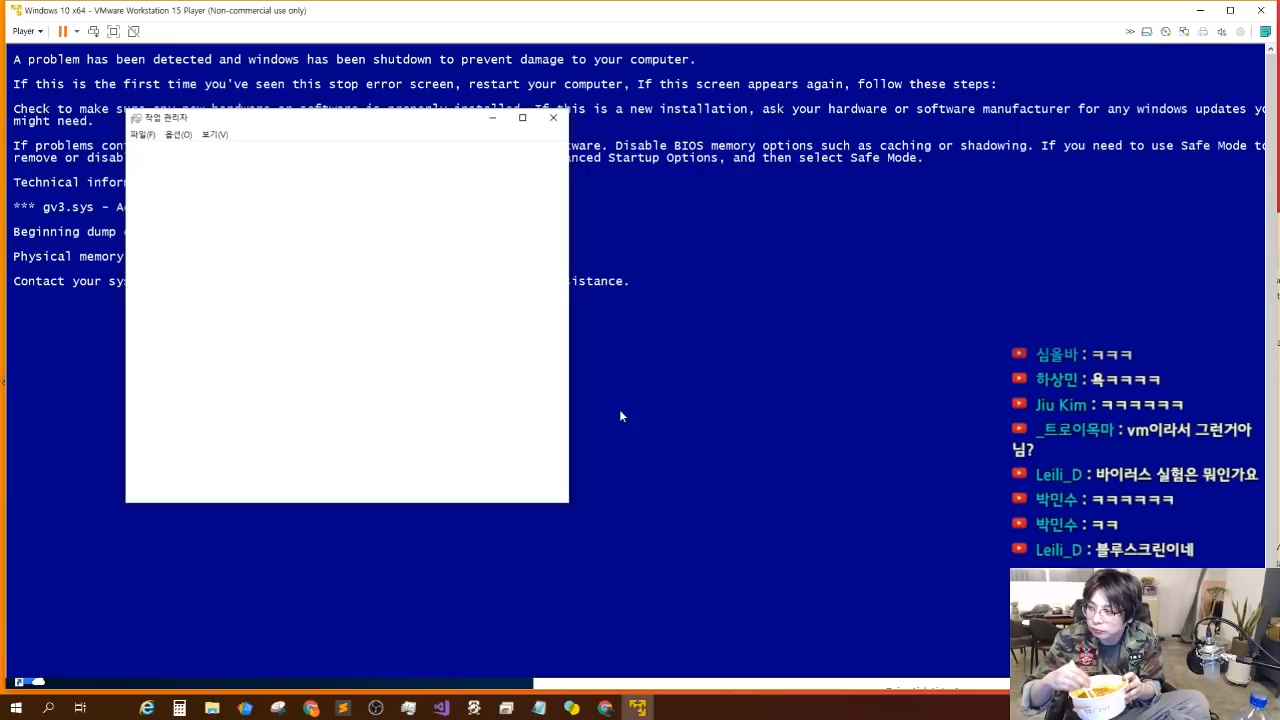 Windows 10 x64 - VMware Workstation 15 Player (Non-commercial use only)
Player
A problem has been detected and windows has been shutdown to prevent damage to your computer.
If this is the first time you've seen this stop error screen, restart your computer, If this screen appears again, follow these steps:
Check to make sure any new hardware or software is properly installed. If this is a new installation, ask your hardware or software manufacturer for any windows updates yo
might need.
If problems con
tware. Disable BIOS memory options such as caching or shadowing. If you need to use Safe Mode to
remove or disab
anced Startup Options, and then select Safe Mode.
Technical inform
*** gv3.sys - A
Beginning dump
Physical memory
Contact your sys
istance.
작업 관리자
파일(F) 옵션(O) 보기(V)
심올바 : ㅋㅋㅋ
하상민 : 욕ㅋㅋㅋㅋ
Jiu Kim : ㅋㅋㅋㅋㅋㅋ
_트로이목마 : vm이라서 그런거아
님?
Leili_D : 바이러스 실험은 뭐인가요
박민수 : ㅋㅋㅋㅋㅋㅋ
박민수 : ㅋㅋ
Leili_D : 블루스크린이네